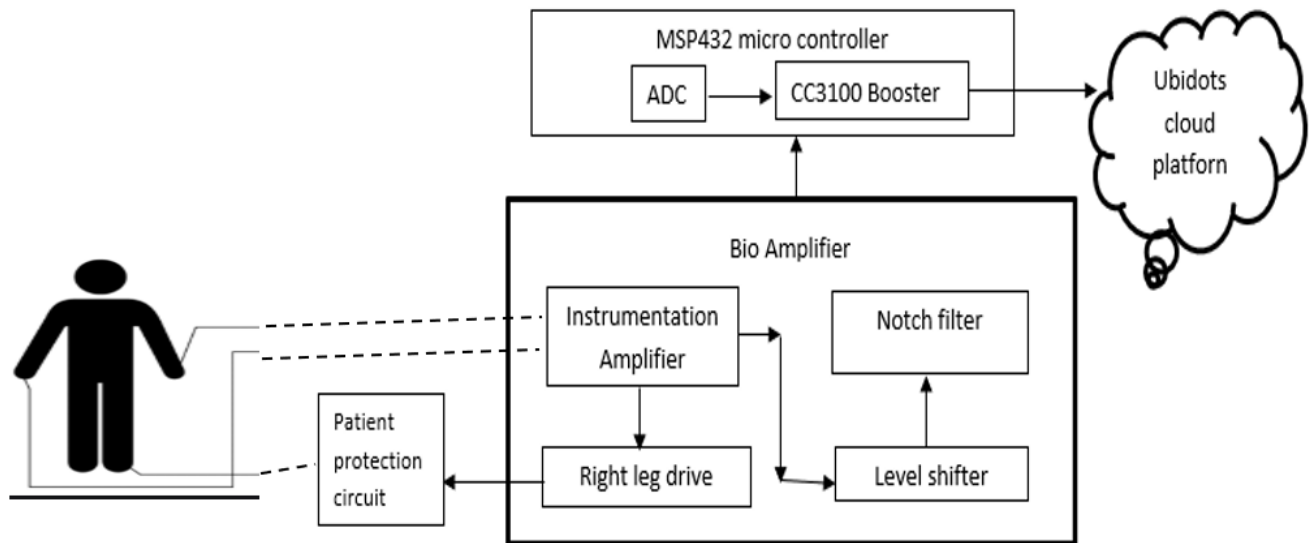 MSP432 micro controller
ADC
CC3100 Booster
Ubidots
cloud
platforn
Bio Amplifier
Instrumentation
Amplifier
Notch filter
Patient
protection
circuit
Right leg drive
Level shifter